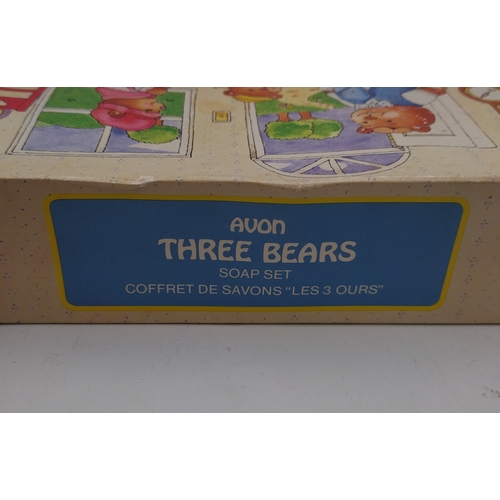 AVON
THREE BEARS
SOAP SET
COFFRET DE SAVONS "LES 3 OURS"